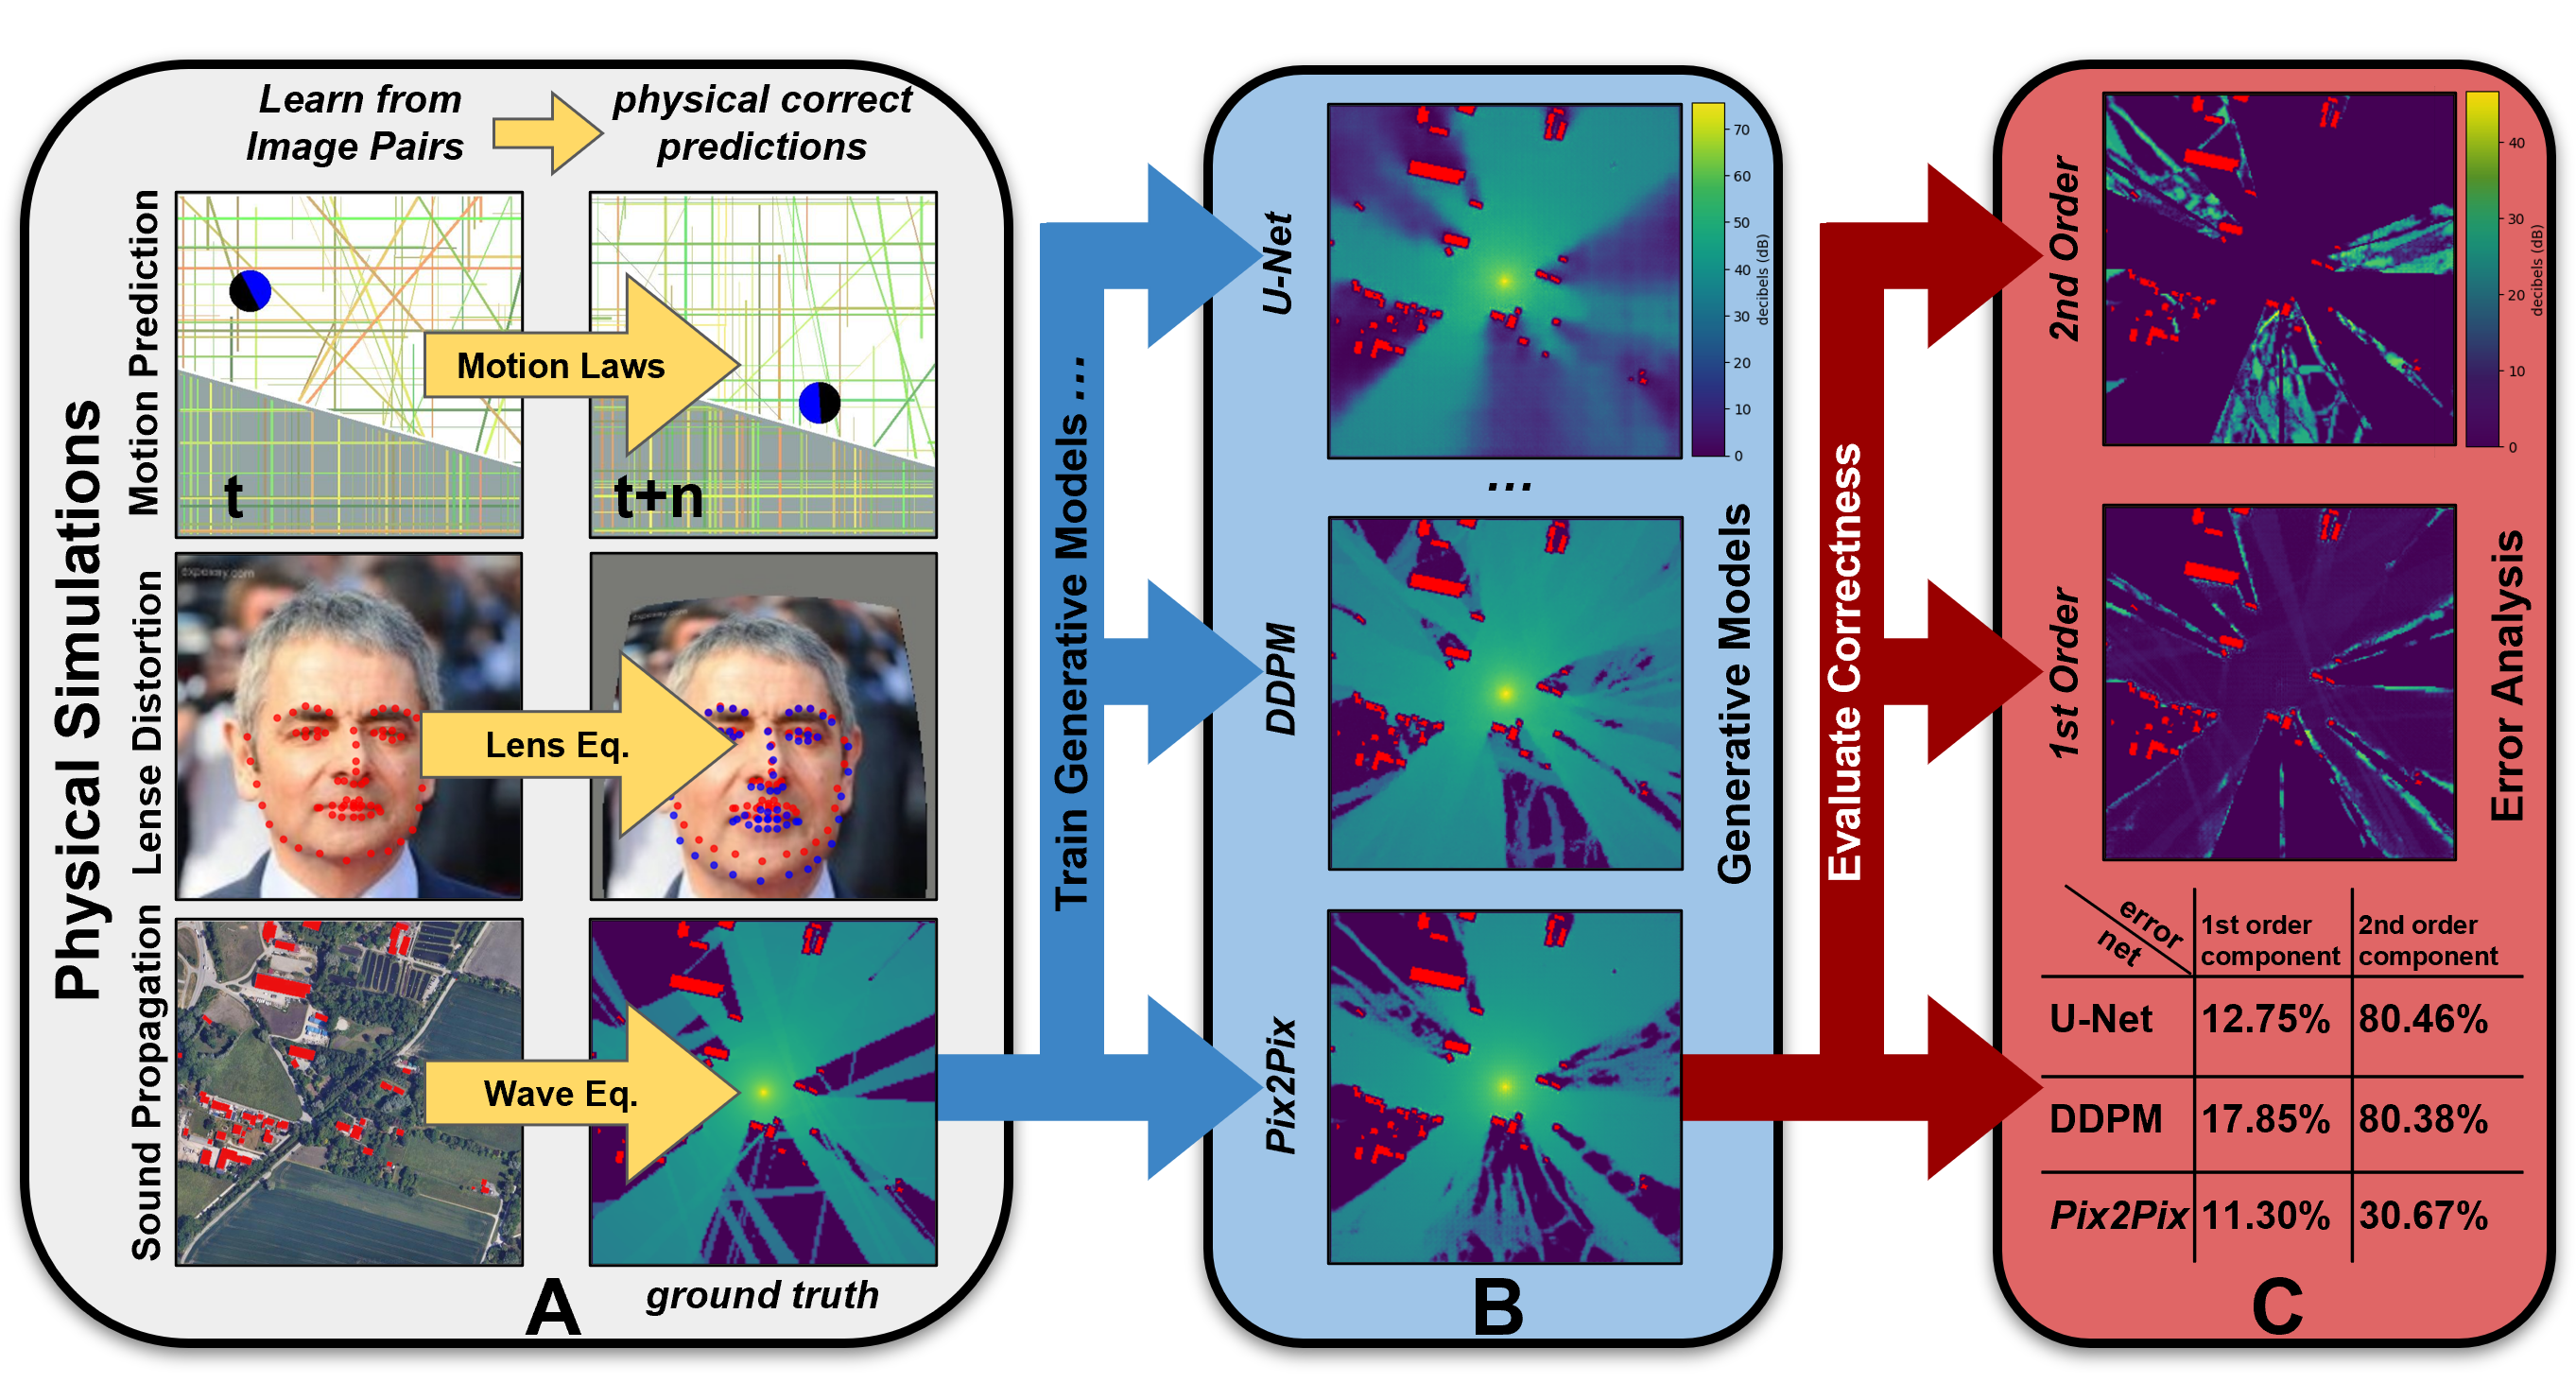 Learn from
Image Pairs
physical correct
predictions
Physical Simulations
Motion Prediction
t
Motion Laws
t+n
Lense Distortion
Lens Eq.
Sound Propagation
Wave Eq.
ground truth
A
Train Generative Models ...
U-Net
70
60
50
40
30
20
10
0
decibels (dB)
...
DDPM
Pix2Pix
Generative Models
B
Evaluate Correctness
2nd Order
40
30
20
10
0
decibels (dB)
1st Order
Error Analysis
error
net
1st order
component
2nd order
component
U-Net 12.75% 80.46%
DDPM 17.85% 80.38%
Pix2Pix 11.30% 30.67%
C